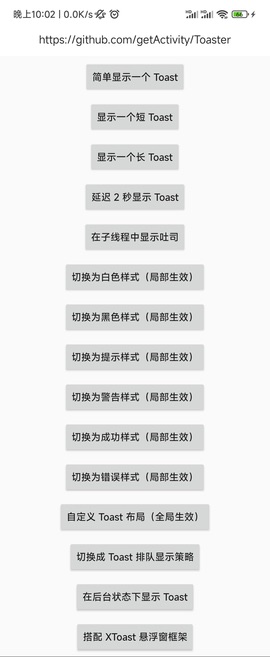 晚上10:02 | 0.0K/s
https://github.com/getActivity/Toaster
简单显示一个 Toast
显示一个短 Toast
显示一个长 Toast
延迟 2 秒显示 Toast
在子线程中显示吐司
切换为白色样式（局部生效）
切换为黑色样式（局部生效）
切换为提示样式（局部生效）
切换为警告样式（局部生效）
切换为成功样式（局部生效）
切换为错误样式（局部生效）
自定义 Toast 布局（全局生效）
切换成 Toast 排队显示策略
在后台状态下显示 Toast
搭配 XToast 悬浮窗框架